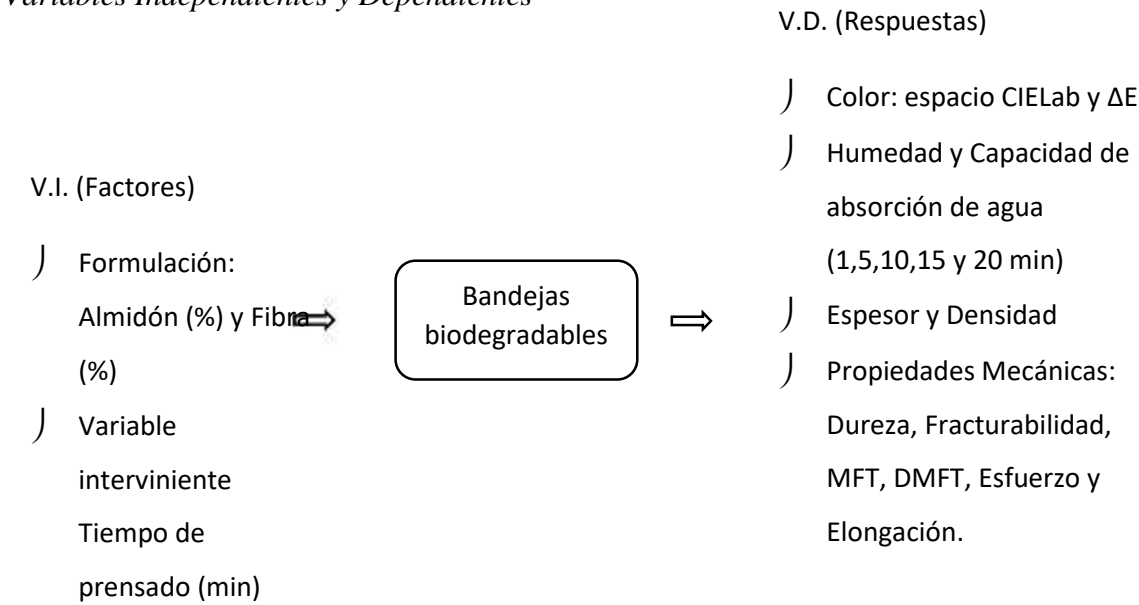 Variables Independientes y Dependientes
V.I. (Factores)
⌡ Formulación:
Almidón (%) y Fibra
(%)
⌡ Variable
interviniente
Tiempo de
prensado (min)
Bandejas
biodegradables
V.D. (Respuestas)
⌡ Color: espacio CIELab y ΔE
⌡ Humedad y Capacidad de
absorción de agua
(1,5,10,15 y 20 min)
⌡ Espesor y Densidad
⌡ Propiedades Mecánicas:
Dureza, Fracturabilidad,
MFT, DMFT, Esfuerzo y
Elongación.